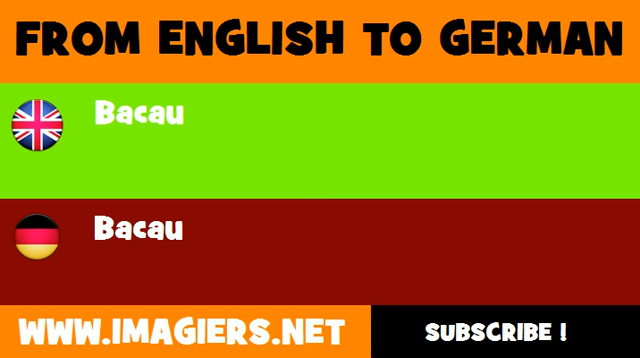 FROM ENGLISH TO GERMAN
Bacau
Bacau
WWW.IMAGIERS.NET
SUBSCRIBE !